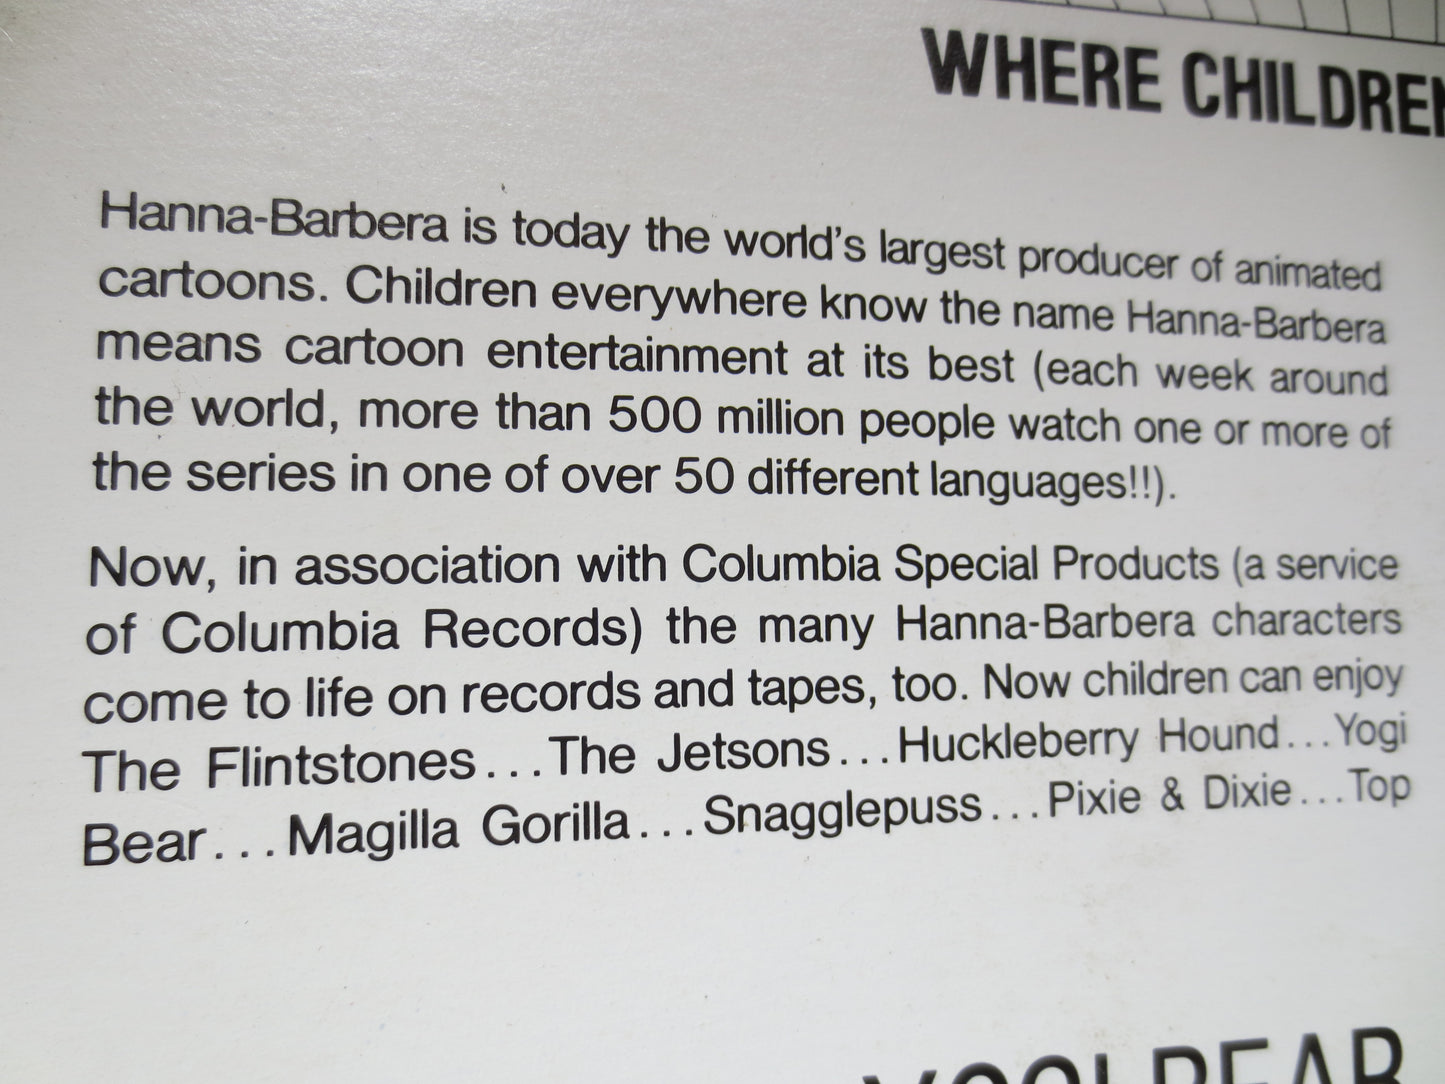 WHERE CHILDREN
Hanna-Barbera is today the world's largest producer of animated
cartoons. Children everywhere know the name Hanna-Barbera
means cartoon entertainment at its best (each week around
the world, more than 500 million people watch one or more of
the series in one of over 50 different languages!!).
Now, in association with Columbia Special Products (a service
of Columbia Records) the many Hanna-Barbera characters
come to life on records and tapes, too. Now children can enjoy
The Flintstones...The Jetsons...Huckleberry Hound...Yogi
Bear...Magilla Gorilla...Snagglepuss...Pixie & Dixie...Top
YOGI BEAR